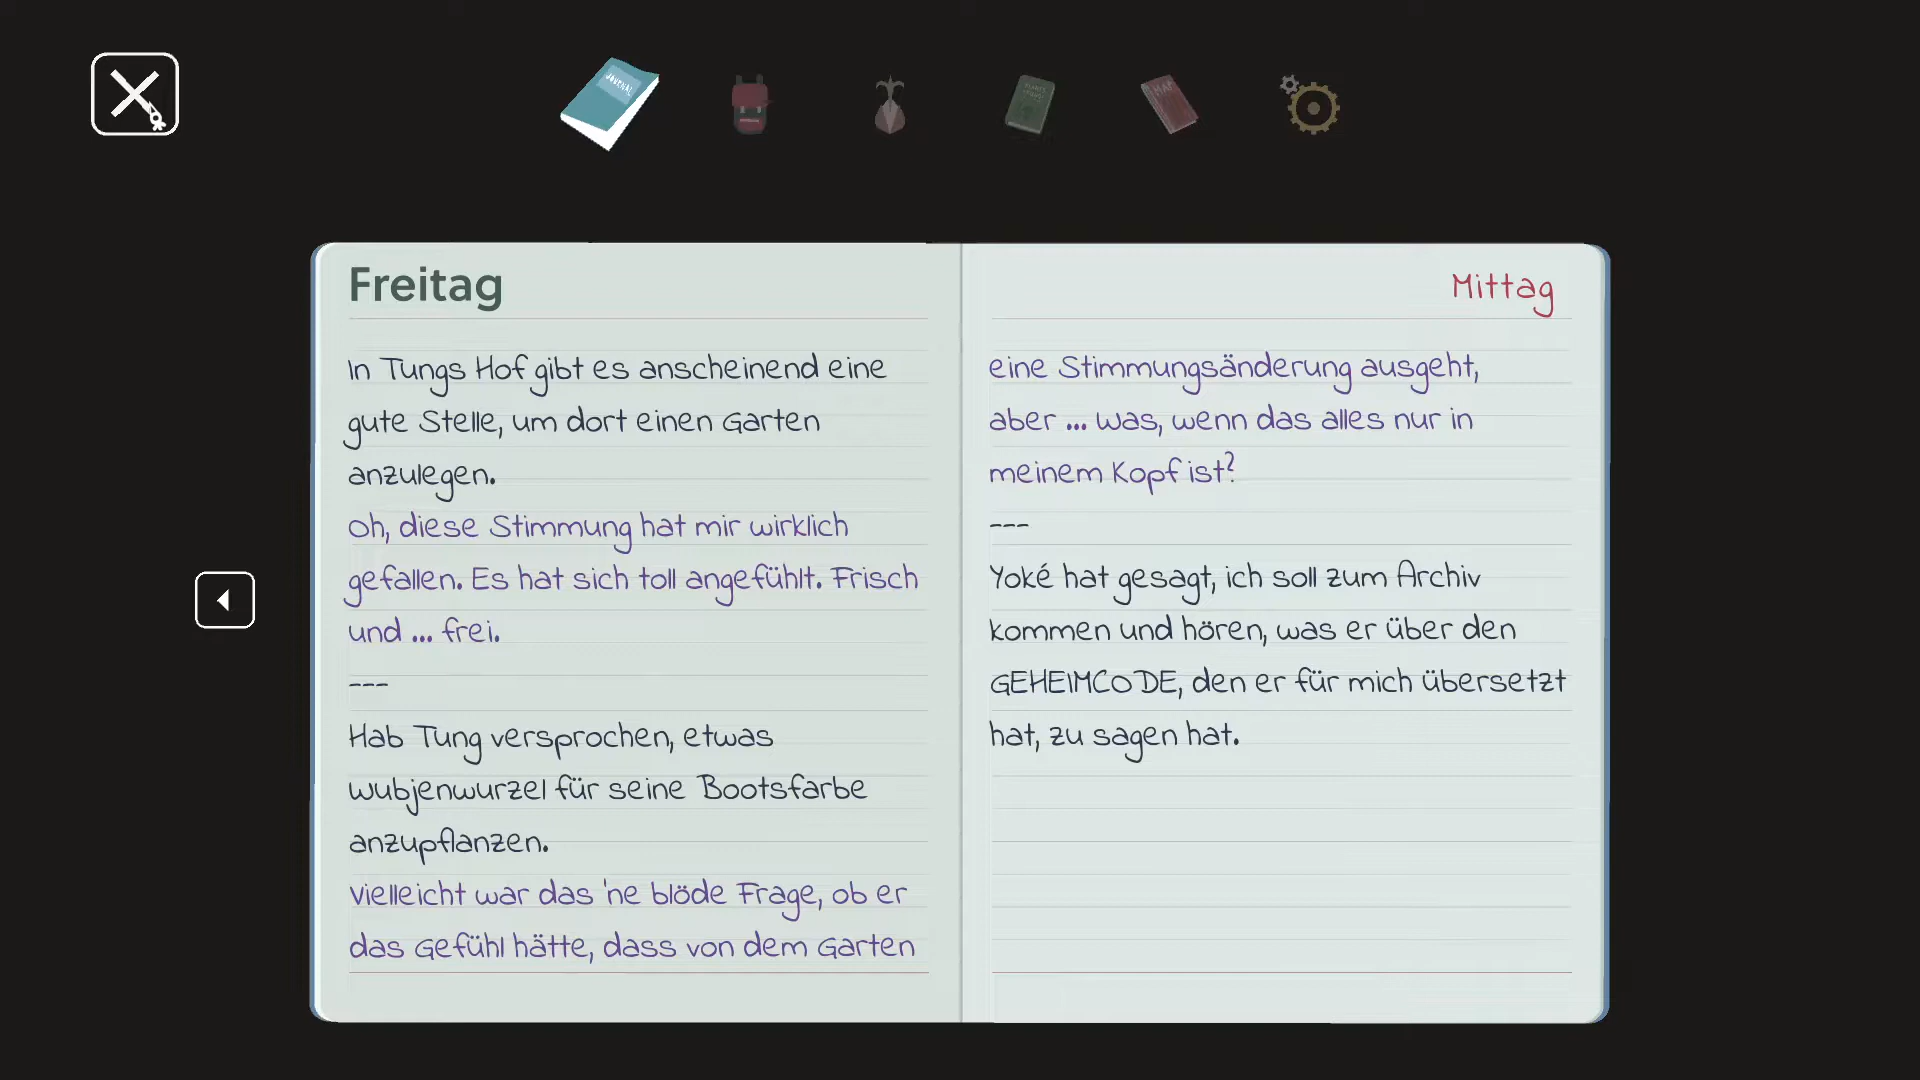 JOURNAL
MAP
Freitag
In Tungs Hof gibt es anscheinend eine
gute Stelle, um dort einen Garten
anzulegen.
Oh, diese Stimmung hat mir wirklich
gefallen. Es hat sich toll angefühlt. Frisch
und ... frei.
---
Hab Tung versprochen, etwas
Wubjenwurzel für seine Bootsfarbe
anzupflanzen.
Vielleicht war das 'ne blöde Frage, ob er
das Gefühl hätte, dass von dem Garten
Mittag
eine Stimmungsänderung ausgeht,
aber ... was, wenn das alles nur in
meinem Kopf ist?
---
Yoké hat gesagt, ich soll zum Archiv
kommen und hören, was er über den
GEHEIMCODE, den er für mich übersetzt
hat, zu sagen hat.